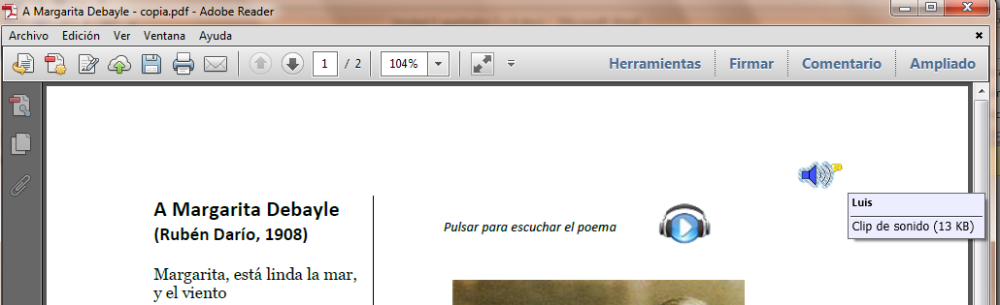 A Margarita Debayle - copia.pdf - Adobe Reader
Archivo Edición Ver Ventana Ayuda
1 / 2 104% Herramientas Firmar Comentario Ampliado
Luis
Clip de sonido (13 KB)
A Margarita Debayle
(Rubén Darío, 1908)
Pulsar para escuchar el poema
Margarita, está linda la mar,
y el viento